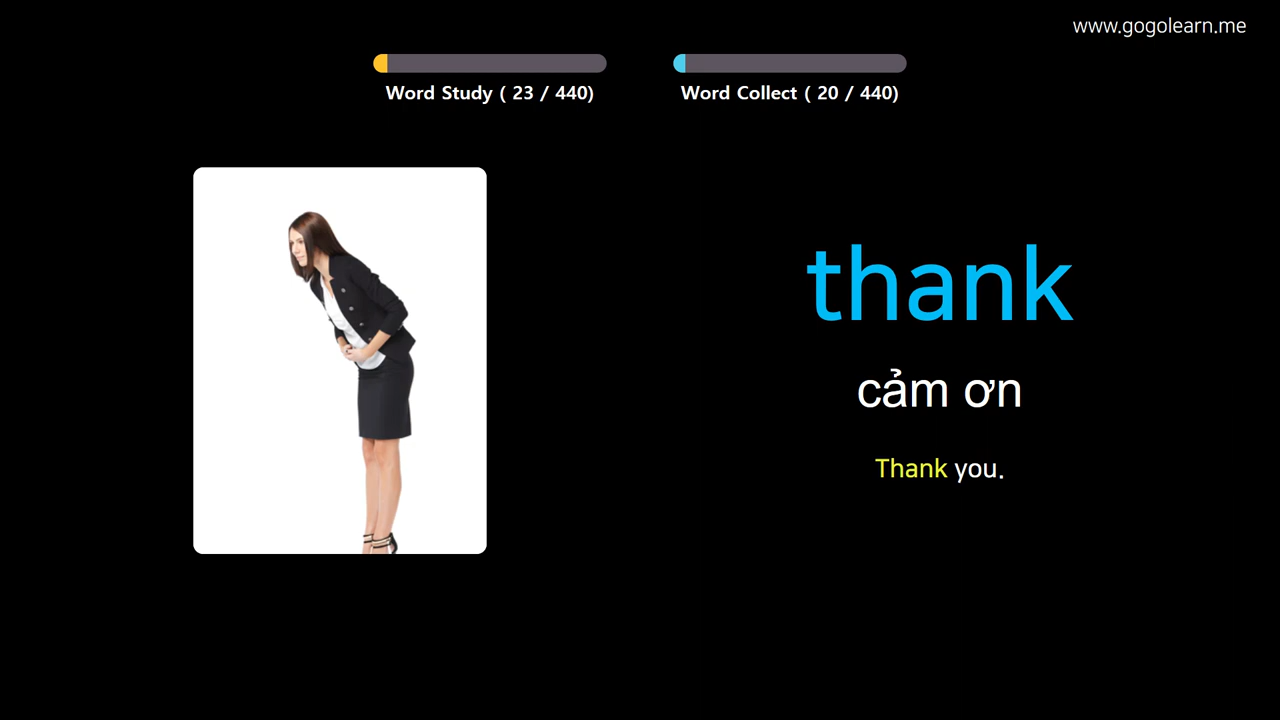 www.gogolearn.me
Word Study ( 23 / 440)
Word Collect ( 20 / 440)
thank
cảm ơn
Thank you.